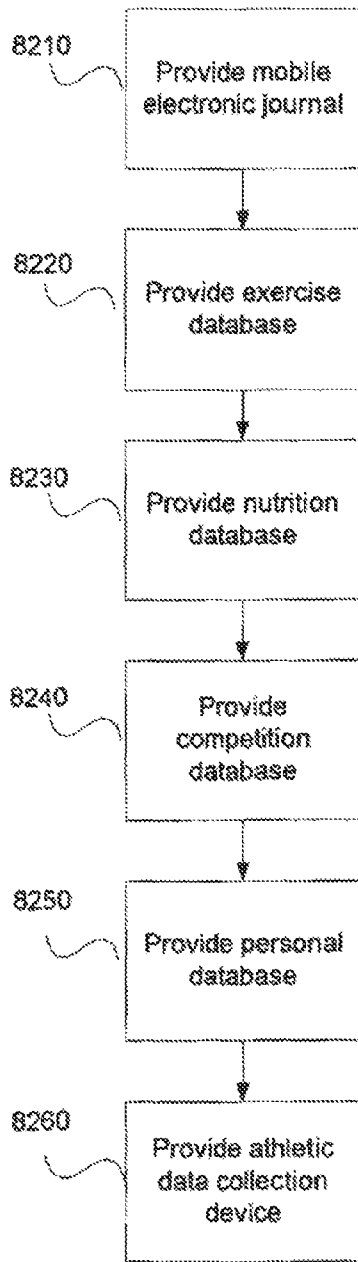 8210
Provide mobile
electronic journal
8220
Provide exercise
database
8230
Provide nutrition
database
8240
Provide
competition
database
8250
Provide personal
database
8260
Provide athletic
data collection
device